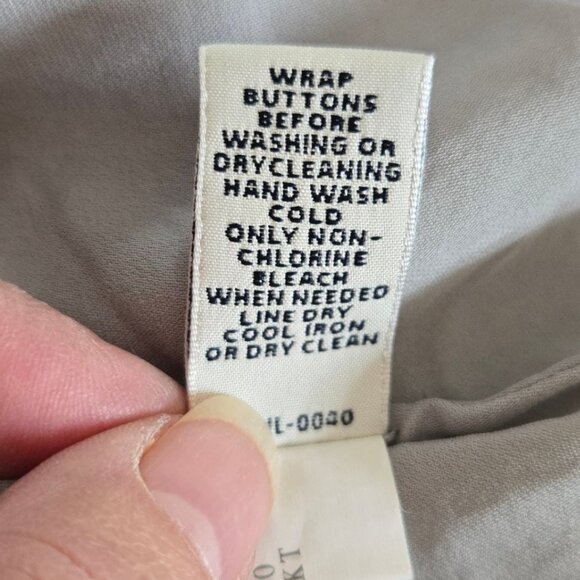 WRAP
BUTTONS
BEFORE
WASHING OR
DRYCLEANING
HAND WASH
COLD
ONLY NON-
CHLORINE
BLEACH
WHEN NEEDED
LINE DRY
COOL IRON
OR DRY CLEAN
-0040